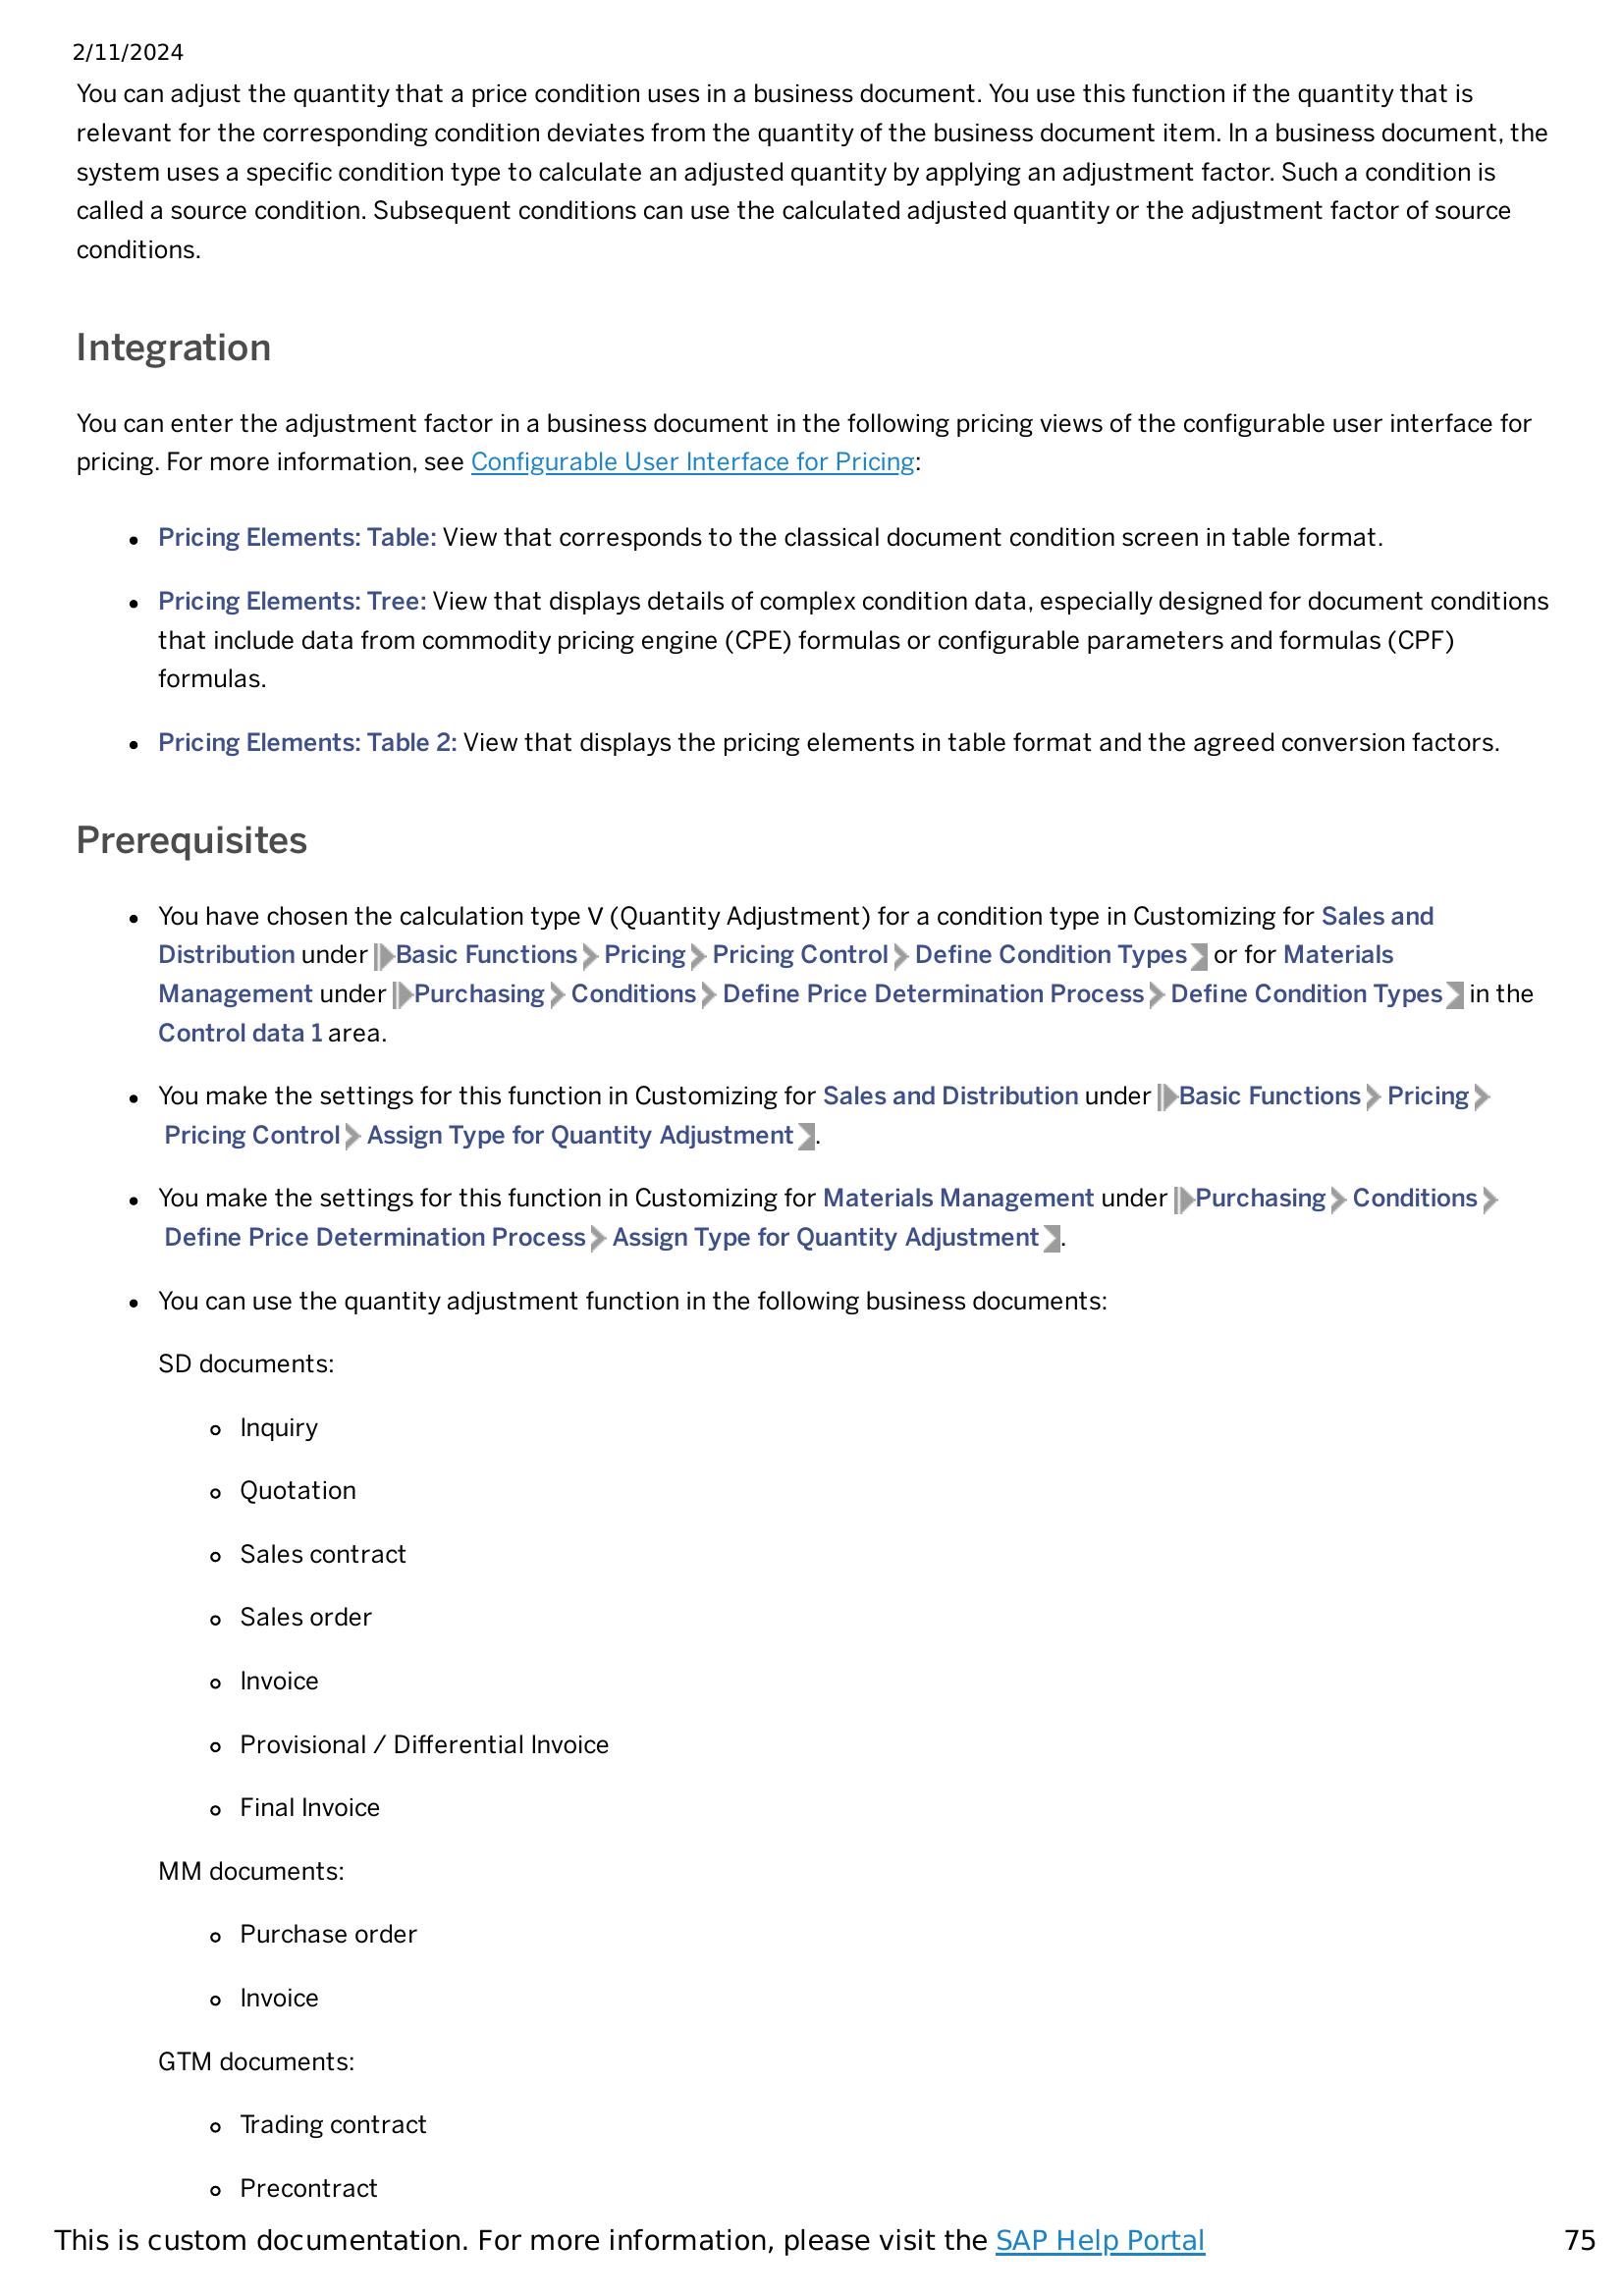 2/11/2024
You can adjust the quantity that a price condition uses in a business document. You use this function if the quantity that is
relevant for the corresponding condition deviates from the quantity of the business document item. In a business document, the
system uses a specific condition type to calculate an adjusted quantity by applying an adjustment factor. Such a condition is
called a source condition. Subsequent conditions can use the calculated adjusted quantity or the adjustment factor of source
conditions.
Integration
You can enter the adjustment factor in a business document in the following pricing views of the configurable user interface for
pricing. For more information, see Configurable User Interface for Pricing:
• Pricing Elements: Table: View that corresponds to the classical document condition screen in table format.
• Pricing Elements: Tree: View that displays details of complex condition data, especially designed for document conditions
that include data from commodity pricing engine (CPE) formulas or configurable parameters and formulas (CPF)
formulas.
• Pricing Elements: Table 2: View that displays the pricing elements in table format and the agreed conversion factors.
Prerequisites
• You have chosen the calculation type V (Quantity Adjustment) for a condition type in Customizing for Sales and
Distribution under Basic Functions Pricing Pricing Control Define Condition Types or for Materials
Management under Purchasing Conditions Define Price Determination Process Define Condition Types in the
Control data 1 area.
• You make the settings for this function in Customizing for Sales and Distribution under Basic Functions Pricing
Pricing Control Assign Type for Quantity Adjustment .
• You make the settings for this function in Customizing for Materials Management under Purchasing Conditions
Define Price Determination Process Assign Type for Quantity Adjustment .
• You can use the quantity adjustment function in the following business documents:
SD documents:
Inquiry
Quotation
Sales contract
Sales order
Invoice
Provisional / Differential Invoice
Final Invoice
MM documents:
Purchase order
Invoice
GTM documents:
Trading contract
Precontract
This is custom documentation. For more information, please visit the SAP Help Portal 75